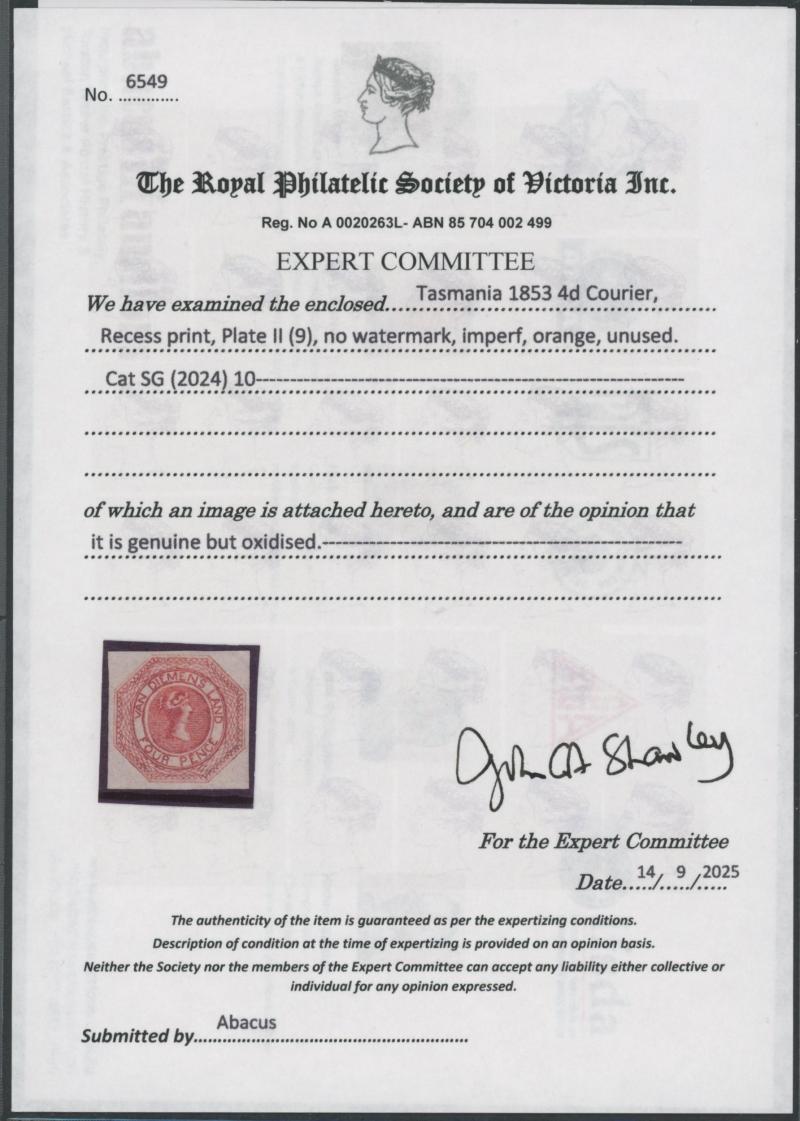 No. 6549
The Royal Philatelic Society of Victoria Inc.
Reg. No A 0020263L- ABN 85 704 002 499
EXPERT COMMITTEE
We have examined the enclosed....Tasmania 1853 4d Courier,
Recess print, Plate II (9), no watermark, imperf, orange, unused.
Cat SG (2024) 10
of which an image is attached hereto, and are of the opinion that
it is genuine but oxidised.
VAN DIEMENS LAND
FOUR PENCE
For the Expert Committee
Date 14/ 9 /2025
The authenticity of the item is guaranteed as per the expertizing conditions.
Description of condition at the time of expertizing is provided on an opinion basis.
Neither the Society nor the members of the Expert Committee can accept any liability either collective or
individual for any opinion expressed.
Submitted by Abacus